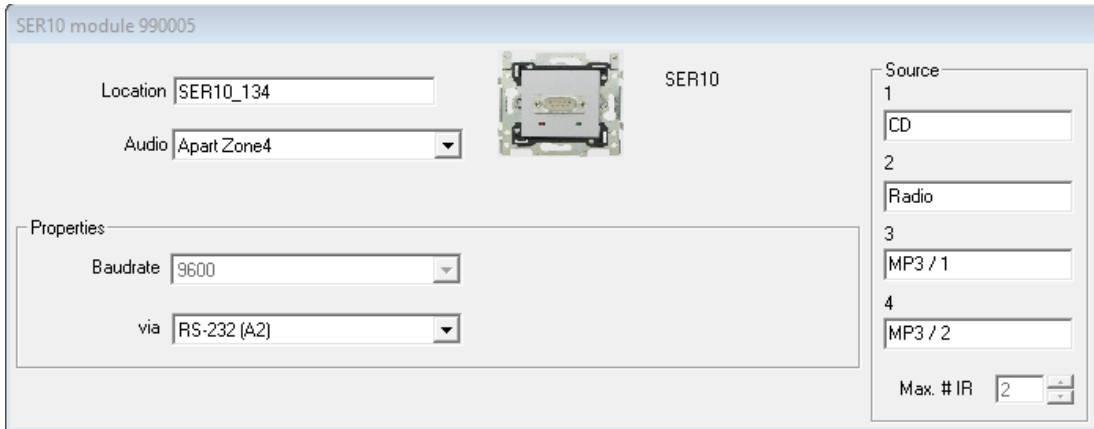 SER10 module 990005
Location SER10_134
SER10
Audio Apart Zone4
Properties
Baudrate 9600
via RS-232 (A2)
Source
1
CD
2
Radio
3
MP3 / 1
4
MP3 / 2
Max. # IR 2